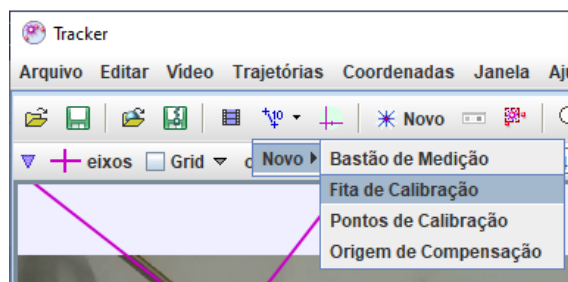 Tracker
Arquivo Editar Vídeo Trajetórias Coordenadas Janela
10 Novo
eixos Grid Novo Bastão de Medição
Fita de Calibração
Pontos de Calibração
Origem de Compensação